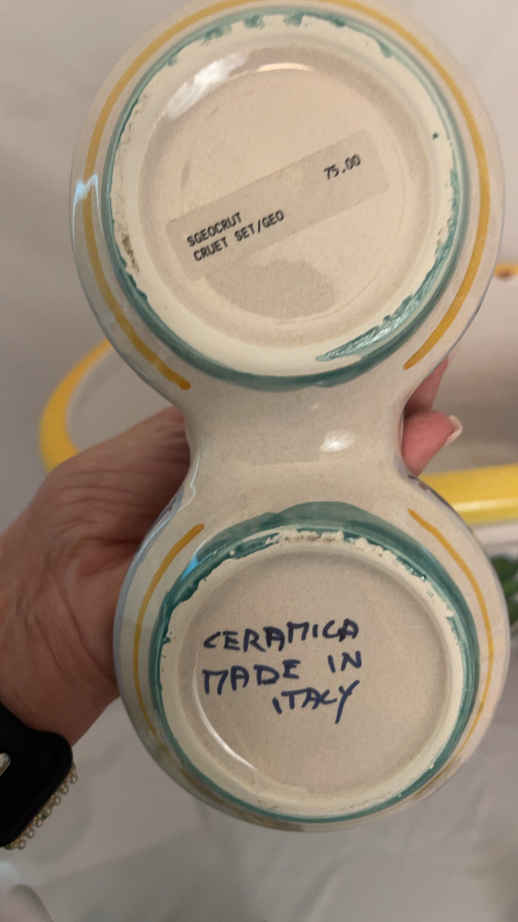 75.00
SGEOCRUT
CRUET SET/GEO
CERAMICA
MADE IN
ITALY